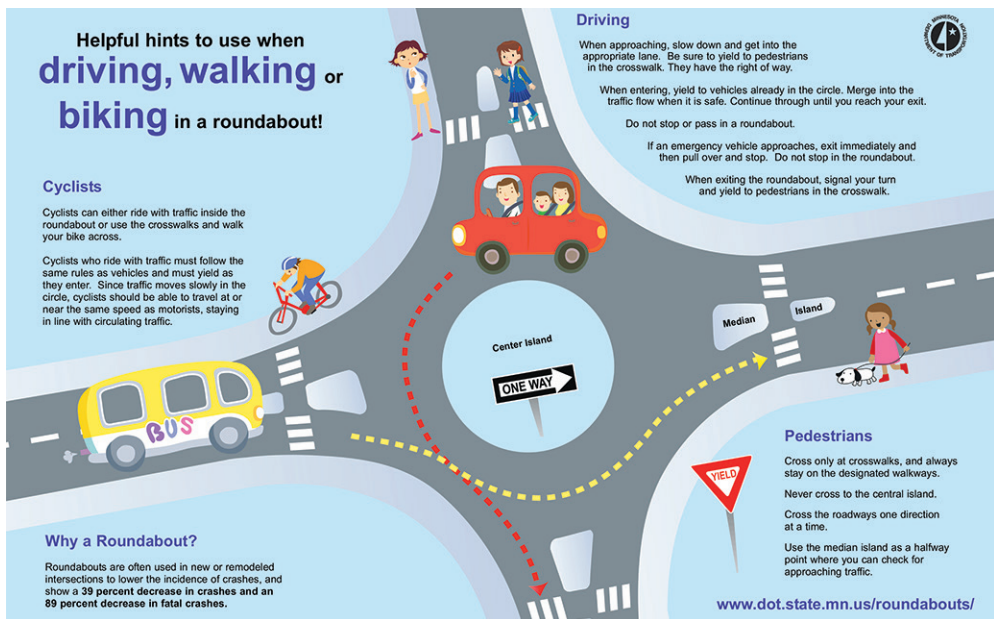 Helpful hints to use when
driving, walking or
biking in a roundabout!
Cyclists
Cyclists can either ride with traffic inside the
roundabout or use the crosswalks and walk
your bike across.
Cyclists who ride with traffic must follow the
same rules as vehicles and must yield as
they enter. Since traffic moves slowly in the
circle, cyclists should be able to travel at or
near the same speed as motorists, staying
in line with circulating traffic.
BUS
Why a Roundabout?
Roundabouts are often used in new or remodeled
intersections to lower the incidence of crashes, and
show a 39 percent decrease in crashes and an
89 percent decrease in fatal crashes.
Center Island
ONE WAY
Driving
When approaching, slow down and get into the
appropriate lane. Be sure to yield to pedestrians
in the crosswalk. They have the right of way.
When entering, yield to vehicles already in the circle. Merge into the
traffic flow when it is safe. Continue through until you reach your exit.
Do not stop or pass in a roundabout.
If an emergency vehicle approaches, exit immediately and
then pull over and stop. Do not stop in the roundabout.
When exiting the roundabout, signal your turn
and yield to pedestrians in the crosswalk.
MINNESOTA
DEPARTMENT OF TRANSPORTATION
Median
Island
YIELD
Pedestrians
Cross only at crosswalks, and always
stay on the designated walkways.
Never cross to the central island.
Cross the roadways one direction
at a time.
Use the median island as a halfway
point where you can check for
approaching traffic.
www.dot.state.mn.us/roundabouts/